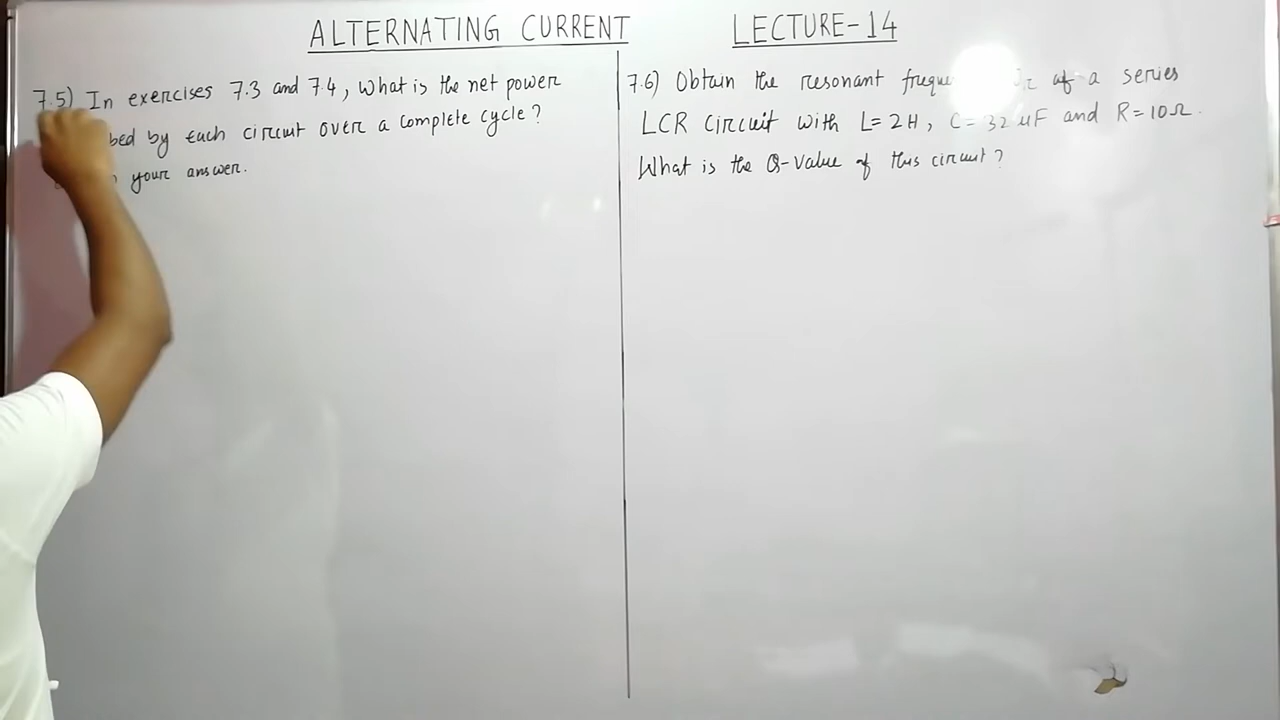 ALTERNATING CURRENT LECTURE-14
7.5) In exercises 7.3 and 7.4, What is the net power
by each circuit over a complete cycle?
your answer.
7.6) Obtain the resonant of a series
LCR circuit with L= 2H, C= 32 μF and R=10Ω.
What is the Q-value of this circuit?